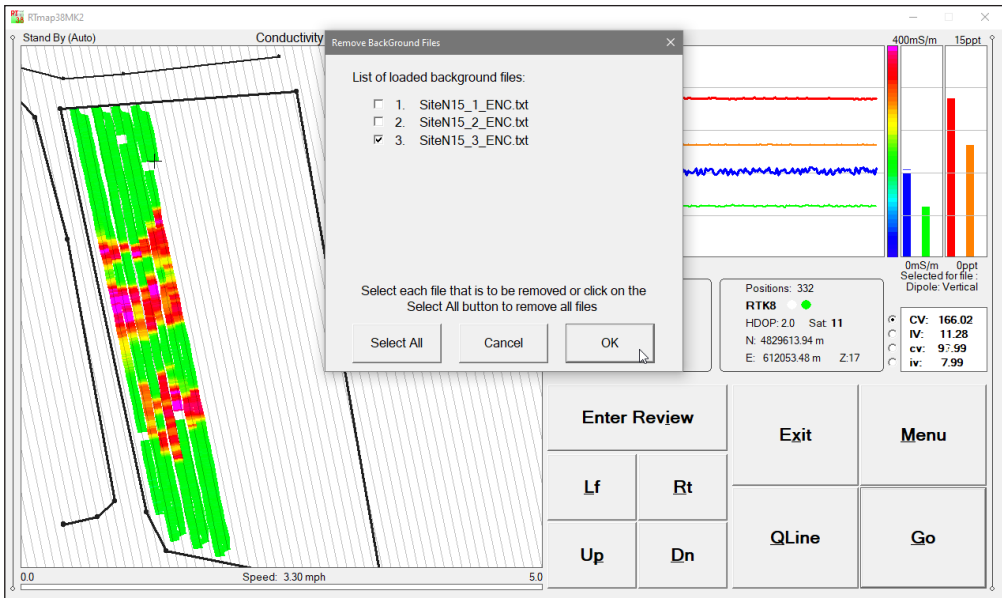 RTmap38MK2
Stand By (Auto)
Conductivity
400mS/m 15ppt
Remove BackGround Files
List of loaded background files:
1. SiteN15_1_ENC.txt
2. SiteN15_2_ENC.txt
3. SiteN15_3_ENC.txt
Select each file that is to be removed or click on the
Select All button to remove all files
Select All
Cancel
OK
0mS/m 0ppt
Selected for file :
Dipole: Vertical
Positions: 332
RTK8
HDOP: 2.0 Sat: 11
N: 4829613.94 m
E: 612053.48 m Z:17
CV: 166.02
IV: 11.28
cv: 93.99
iv: 7.99
Enter Review
Exit
Menu
Lf
Rt
QLine
Go
Up
Dn
0.0
Speed: 3.30 mph
5.0